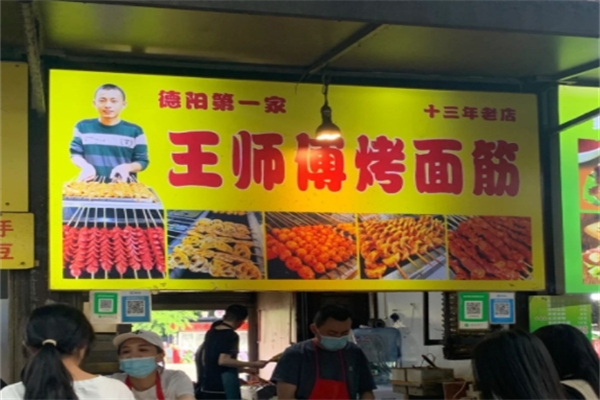 德阳第一家
十三年老店
王师傅烤面筋
手
豆